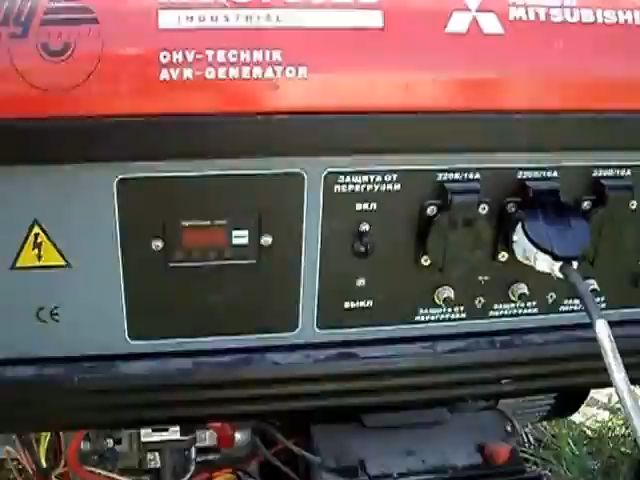 INDUSTRIAL
OHV-TECHNIK
AVR-GENERATOR
MITSUBISHI
ЗАЩИТА ОТ
ПЕРЕГРУЗКИ
ВКЛ
ВЫКЛ
220В/16А
220В/16А
220В/16А
ЗАЩИТА ОТ
ПЕРЕГРУЗКИ
ЗАЩИТА ОТ
ПЕРЕГРУЗКИ
CE